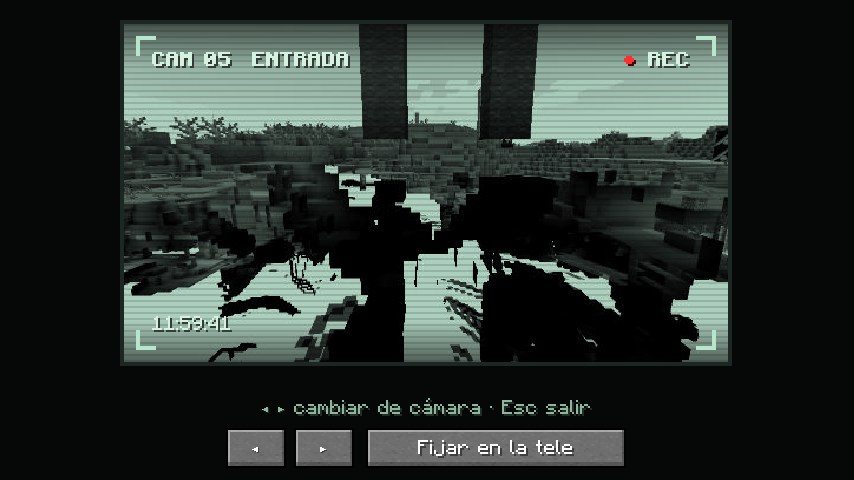 CAM 05 ENTRADA
REC
11:59:41
◂ ▸ cambiar de cámara · Esc salir
◂
▸
Fijar en la tele